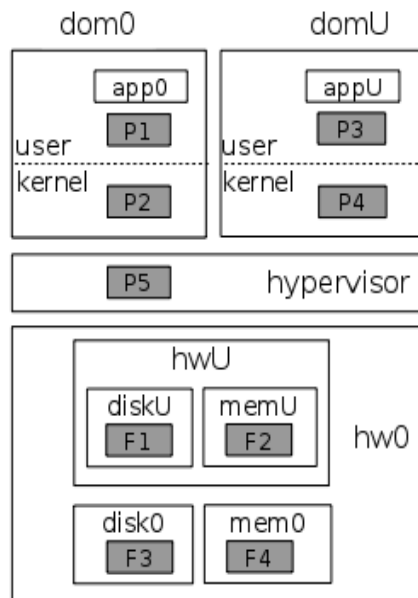 dom0 domU
app0 appU
P1 P3
user user
kernel kernel
P2 P4
P5 hypervisor
hwU
diskU memU
F1 F2
hw0
disk0 mem0
F3 F4